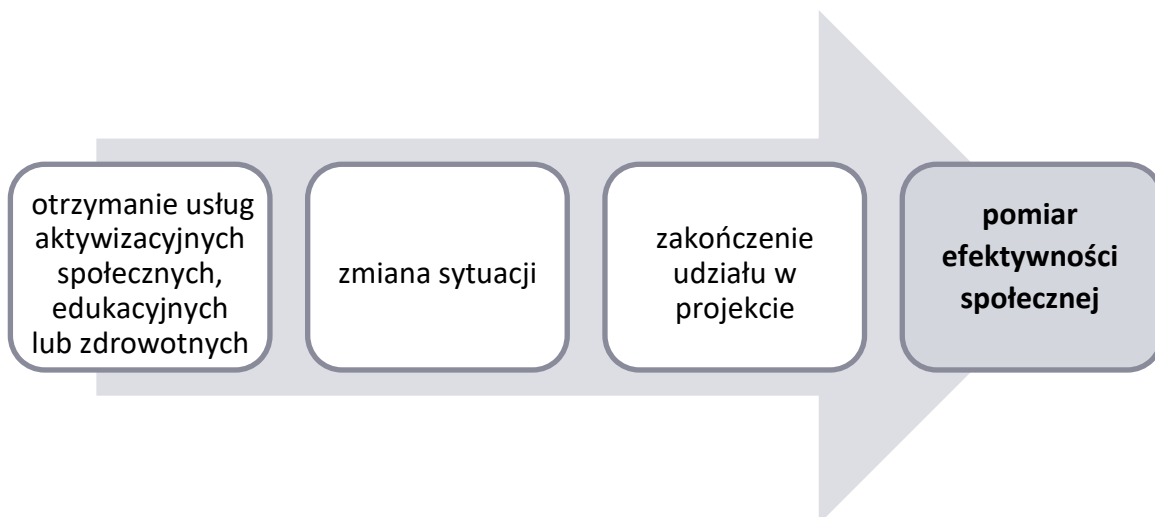 otrzymanie usług
aktywizacyjnych
społecznych,
edukacyjnych
lub zdrowotnych
zmiana sytuacji
zakończenie
udziału w
projekcie
pomiar
efektywności
społecznej